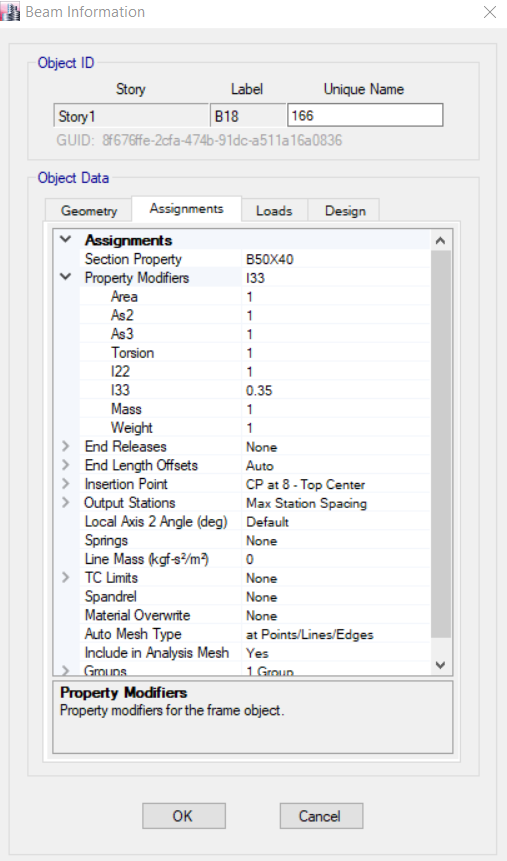 Beam Information
Object ID
Story Label Unique Name
Story1 B18 166
GUID: 8f676ffe-2cfa-474b-91dc-a511a16a0836
Object Data
Geometry Assignments Loads Design
Assignments
Section Property B50X40
Property Modifiers I33
Area 1
As2 1
As3 1
Torsion 1
I22 1
I33 0.35
Mass 1
Weight 1
End Releases None
End Length Offsets Auto
Insertion Point CP at 8 - Top Center
Output Stations Max Station Spacing
Local Axis 2 Angle (deg) Default
Springs None
Line Mass (kgf-s²/m²) 0
TC Limits None
Spandrel None
Material Overwrite None
Auto Mesh Type at Points/Lines/Edges
Include in Analysis Mesh Yes
Groups 1 Group
Property Modifiers
Property modifiers for the frame object.
OK Cancel